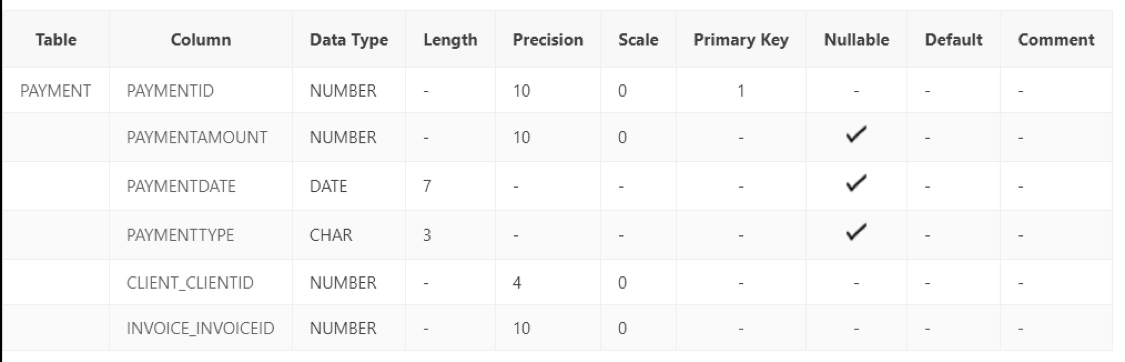 Table Column Data Type Length Precision Scale Primary Key Nullable Default Comment
PAYMENT PAYMENTID NUMBER - 10 0 1 - - -
PAYMENTAMOUNT NUMBER - 10 0 - ✓ - -
PAYMENTDATE DATE 7 - - - ✓ - -
PAYMENTTYPE CHAR 3 - - - ✓ - -
CLIENT_CLIENTID NUMBER - 4 0 - - - -
INVOICE_INVOICEID NUMBER - 10 0 - - - -